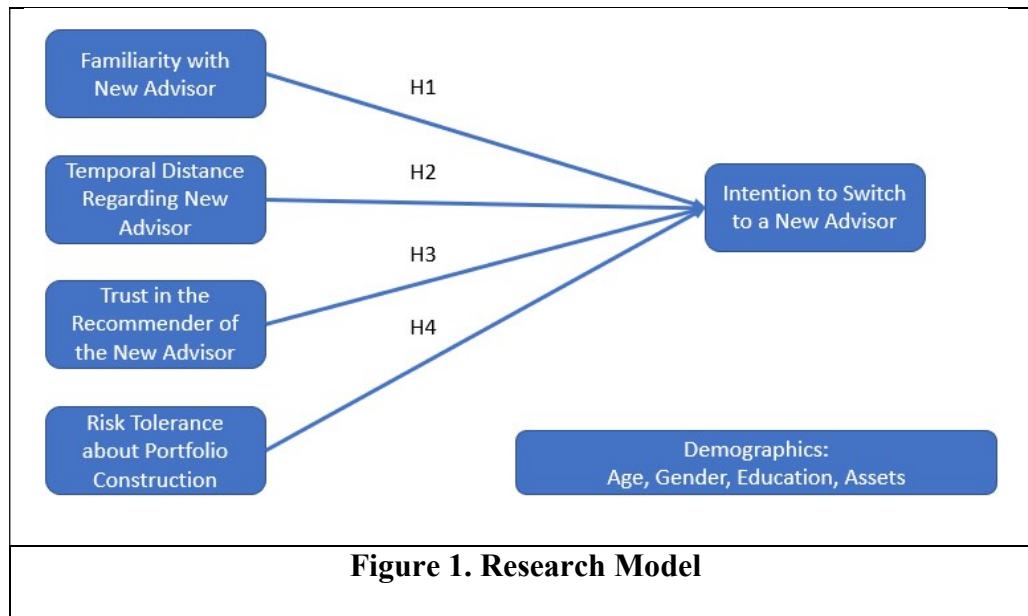 Familiarity with
New Advisor
H1
Temporal Distance
Regarding New
Advisor
H2
Intention to Switch
to a New Advisor
H3
Trust in the
Recommender of
the New Advisor
H4
Risk Tolerance
about Portfolio
Construction
Demographics:
Age, Gender, Education, Assets
Figure 1. Research Model